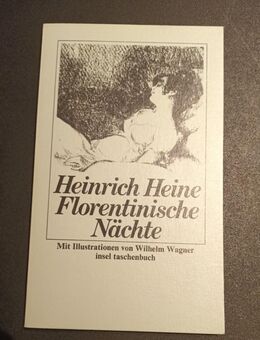 Heinrich Heine
Florentinische
Nächte
Mit Illustrationen von Wilhelm Wagner
insel taschenbuch